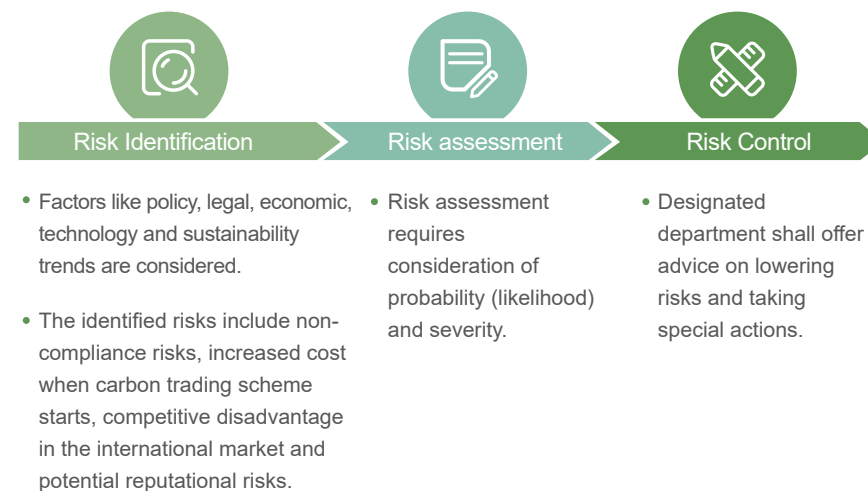 Risk Identification
Factors like policy, legal, economic,
technology and sustainability
trends are considered.
The identified risks include non-
compliance risks, increased cost
when carbon trading scheme
starts, competitive disadvantage
in the international market and
potential reputational risks.
Risk assessment
Risk assessment
requires
consideration of
probability (likelihood)
and severity.
Risk Control
Designated
department shall offer
advice on lowering
risks and taking
special actions.